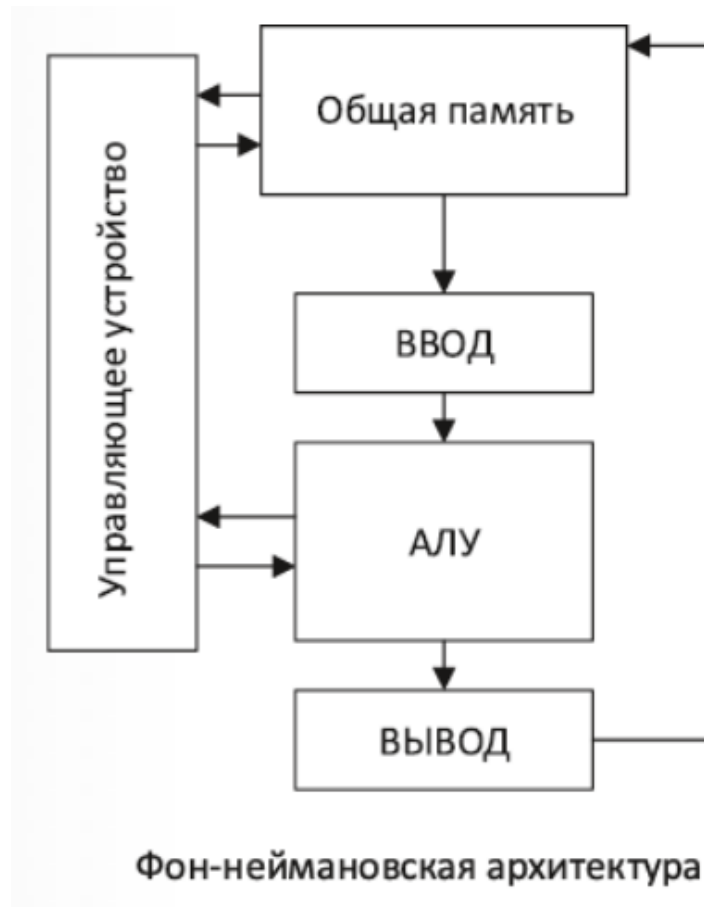 Общая память
Управляющее устройство
ВВОД
АЛУ
ВЫВОД
Фон-неймановская архитектура